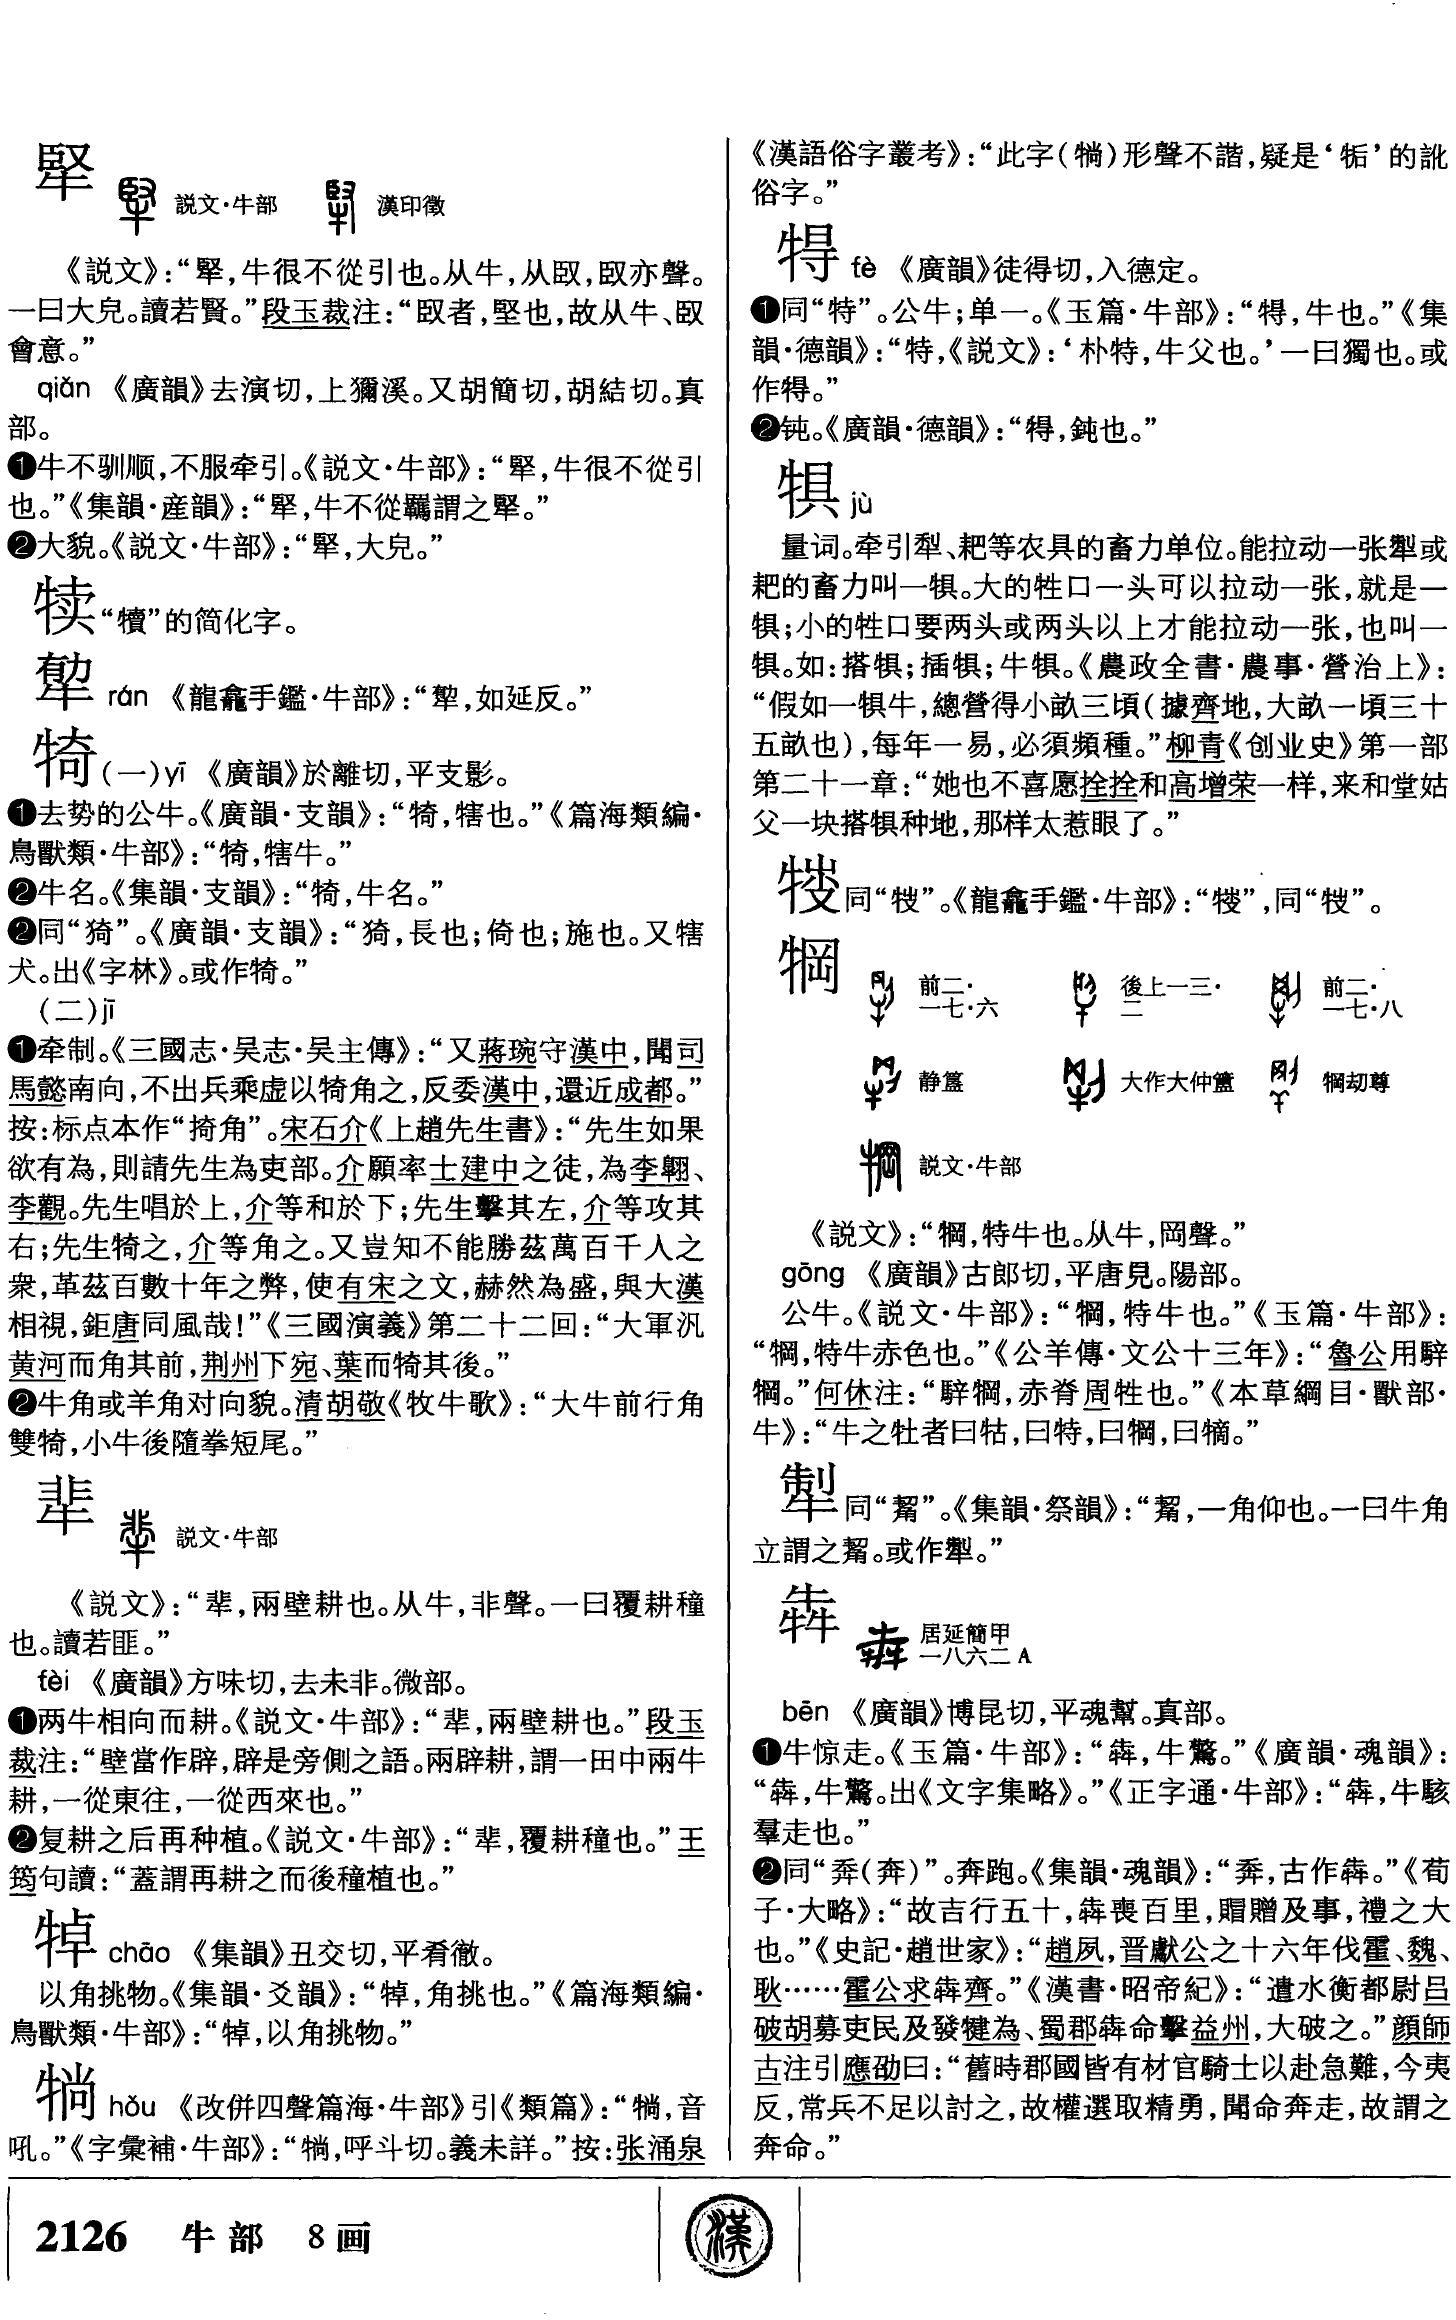 堅
説文·牛部 漢印徵
《説文》：“䃘，牛很不從引也。从牛，从臤，臤亦聲。
一曰大皃。讀若賢。”段玉裁注：“臤者，堅也，故从牛、臤
會意。”
qiǎn 《廣韻》去演切，上獮溪。又胡簡切，胡結切。真
部。
❶牛不驯顺，不服牵引。《説文·牛部》：“，牛很不從引
也。”《集韻·産韻》：“，牛不從羈謂之。”
❷大貌。《説文·牛部》：“，大皃。”
犊“犢”的简化字。
rán 《龍龕手鑑·牛部》：“，如延反。”
犄(一)yī 《廣韻》於離切，平支影。
❶去势的公牛。《廣韻·支韻》：“犄，犗也。”《篇海類編·
鳥獸類·牛部》：“犄，犗牛。”
❷牛名。《集韻·支韻》：“犄，牛名。”
❸同“猗”。《廣韻·支韻》：“猗，長也；倚也；施也。又犗
犬。出《字林》。或作犄。”
(二)jī
❶牵制。《三國志·吴志·吴主傳》：“又蔣琬守漢中，聞司
馬懿南向，不出兵乘虚以犄角之，反委漢中，還近成都。”
按：标点本作“掎角”。宋石介《上趙先生書》：“先生如果
欲有為，則請先生為吏部。介願率士建中之徒，為李翱、
李觀。先生唱於上，介等和於下；先生擊其左，介等攻其
右；先生犄之，介等角之。又豈知不能勝兹萬百千人之
衆，革兹百數十年之弊，使有宋之文，赫然為盛，與大漢
相視，鉅唐同風哉！”《三國演義》第二十二回：“大軍汎
黄河而角其前，荆州下宛、葉而犄其後。”
❷牛角或羊角对向貌。清胡敬《牧牛歌》：“大牛前行角
雙犄，小牛後隨拳短尾。”
辈
説文·牛部
《説文》：“，兩壁耕也。从牛，非聲。一曰覆耕穜
也。讀若匪。”
fèi 《廣韻》方味切，去未非。微部。
❶两牛相向而耕。《説文·牛部》：“，兩壁耕也。”段玉
裁注：“壁當作辟，辟是旁側之語。兩辟耕，謂一田中兩牛
耕，一從東往，一從西來也。”
❷复耕之后再种植。《説文·牛部》：“，覆耕穜也。”王
筠句讀：“蓋謂再耕之而後穜植也。”
chāo 《集韻》丑交切，平肴徹。
以角挑物。《集韻·爻韻》：“，角挑也。”《篇海類編·
鳥獸類·牛部》：“，以角挑物。”
hǒu 《改併四聲篇海·牛部》引《類篇》：“，音
吼。”《字彙補·牛部》：“，呼斗切。義未詳。”按：张涌泉
《漢語俗字叢考》：“此字()形聲不諧，疑是‘㸸’的訛
俗字。”
tè 《廣韻》徒得切，入德定。
❶同“特”。公牛；单一。《玉篇·牛部》：“，牛也。”《集
韻·德韻》：“特，《説文》：‘朴特，牛父也。’一曰獨也。或
作。”
❷钝。《廣韻·德韻》：“，鈍也。”
犋 jù
量词。牵引犁、耙等农具的畜力单位。能拉动一张犁或
耙的畜力叫一犋。大的牲口一头可以拉动一张，就是一
犋；小的牲口要两头或两头以上才能拉动一张，也叫一
犋。如：搭犋；插犋；牛犋。《農政全書·農事·營治上》：
“假如一犋牛，總營得小畝三頃(據齊地，大畝一頃三十
五畝也)，每年一易，必須頻種。”柳青《创业史》第一部
第二十一章：“她也不喜愿拴拴和高增荣一样，来和堂姑
父一块搭犋种地，那样太惹眼了。”
同“”。《龍龕手鑑·牛部》：“”，同“”。
犅
前二· 後上一三· 前二·
一七·六 二 一七·八
静簋 大作大仲簋 犅劫尊
説文·牛部
《説文》：“犅，特牛也。从牛，岡聲。”
gāng 《廣韻》古郎切，平唐見。陽部。
公牛。《説文·牛部》：“犅，特牛也。”《玉篇·牛部》：
“犅，特牛赤色也。”《公羊傳·文公十三年》：“魯公用騂
犅。”何休注：“騂犅，赤脊周牲也。”《本草綱目·獸部·
牛》：“牛之牡者曰牯，曰特，曰犅，曰㹍。”
同“觢”。《集韻·祭韻》：“觢，一角仰也。一曰牛角
立謂之觢。或作。”
犇
居延簡甲
一八六二 A
bēn 《廣韻》博昆切，平魂幫。真部。
❶牛惊走。《玉篇·牛部》：“犇，牛驚。”《廣韻·魂韻》：
“犇，牛驚。出《文字集略》。”《正字通·牛部》：“犇，牛駭
羣走也。”
❷同“奔(奔)”。奔跑。《集韻·魂韻》：“奔，古作犇。”《荀
子·大略》：“故吉行五十，犇喪百里，賵贈及事，禮之大
也。”《史記·趙世家》：“趙夙，晋獻公之十六年伐霍、魏、
耿……霍公求犇齊。”《漢書·昭帝紀》：“遣水衡都尉吕
破胡募吏民及發犍為、蜀郡犇命擊益州，大破之。”顔師
古注引應劭曰：“舊時郡國皆有材官騎士以赴急難，今夷
反，常兵不足以討之，故權選取精勇，聞命奔走，故謂之
奔命。”
2126 牛部 8画
漢